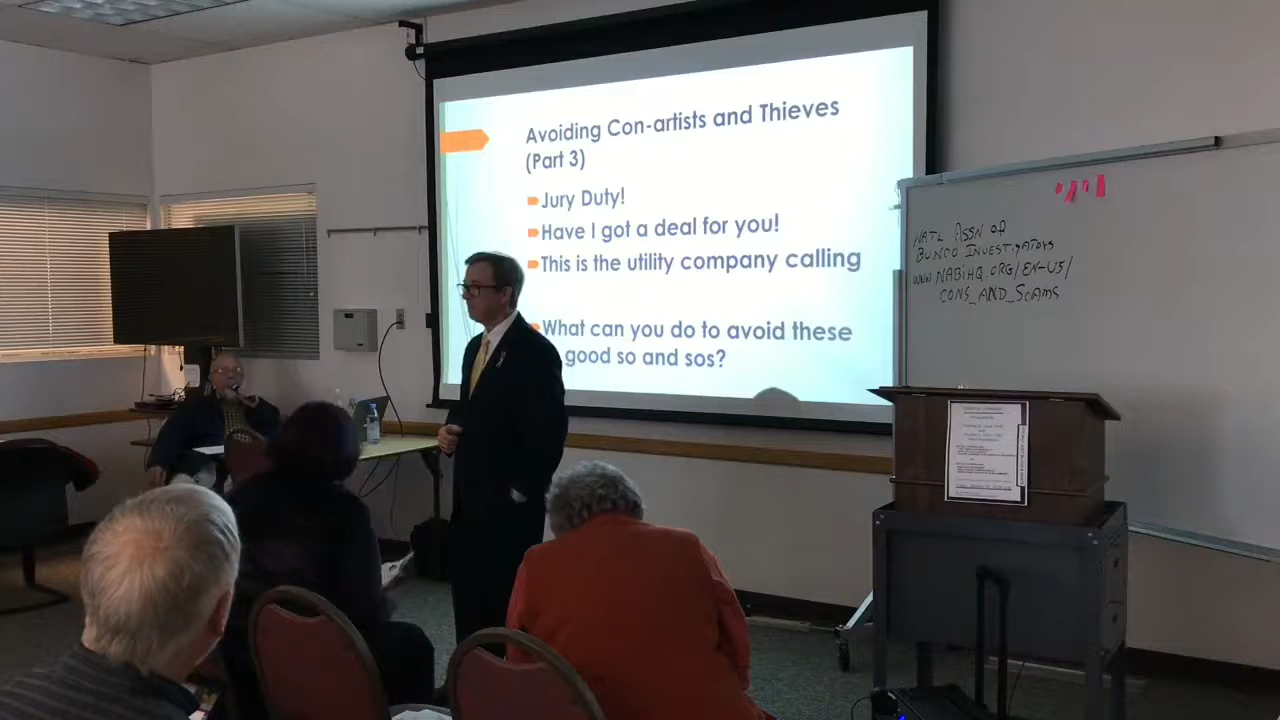 Avoiding Con-artists and Thieves
(Part 3)
Jury Duty!
Have I got a deal for you!
This is the utility company calling
What can you do to avoid these
good so and sos?
NATL ASSN OF
BUNCO INVESTIGATORS
WWW.NABIHQ.ORG/EN-US/
CONS_AND_SCAMS